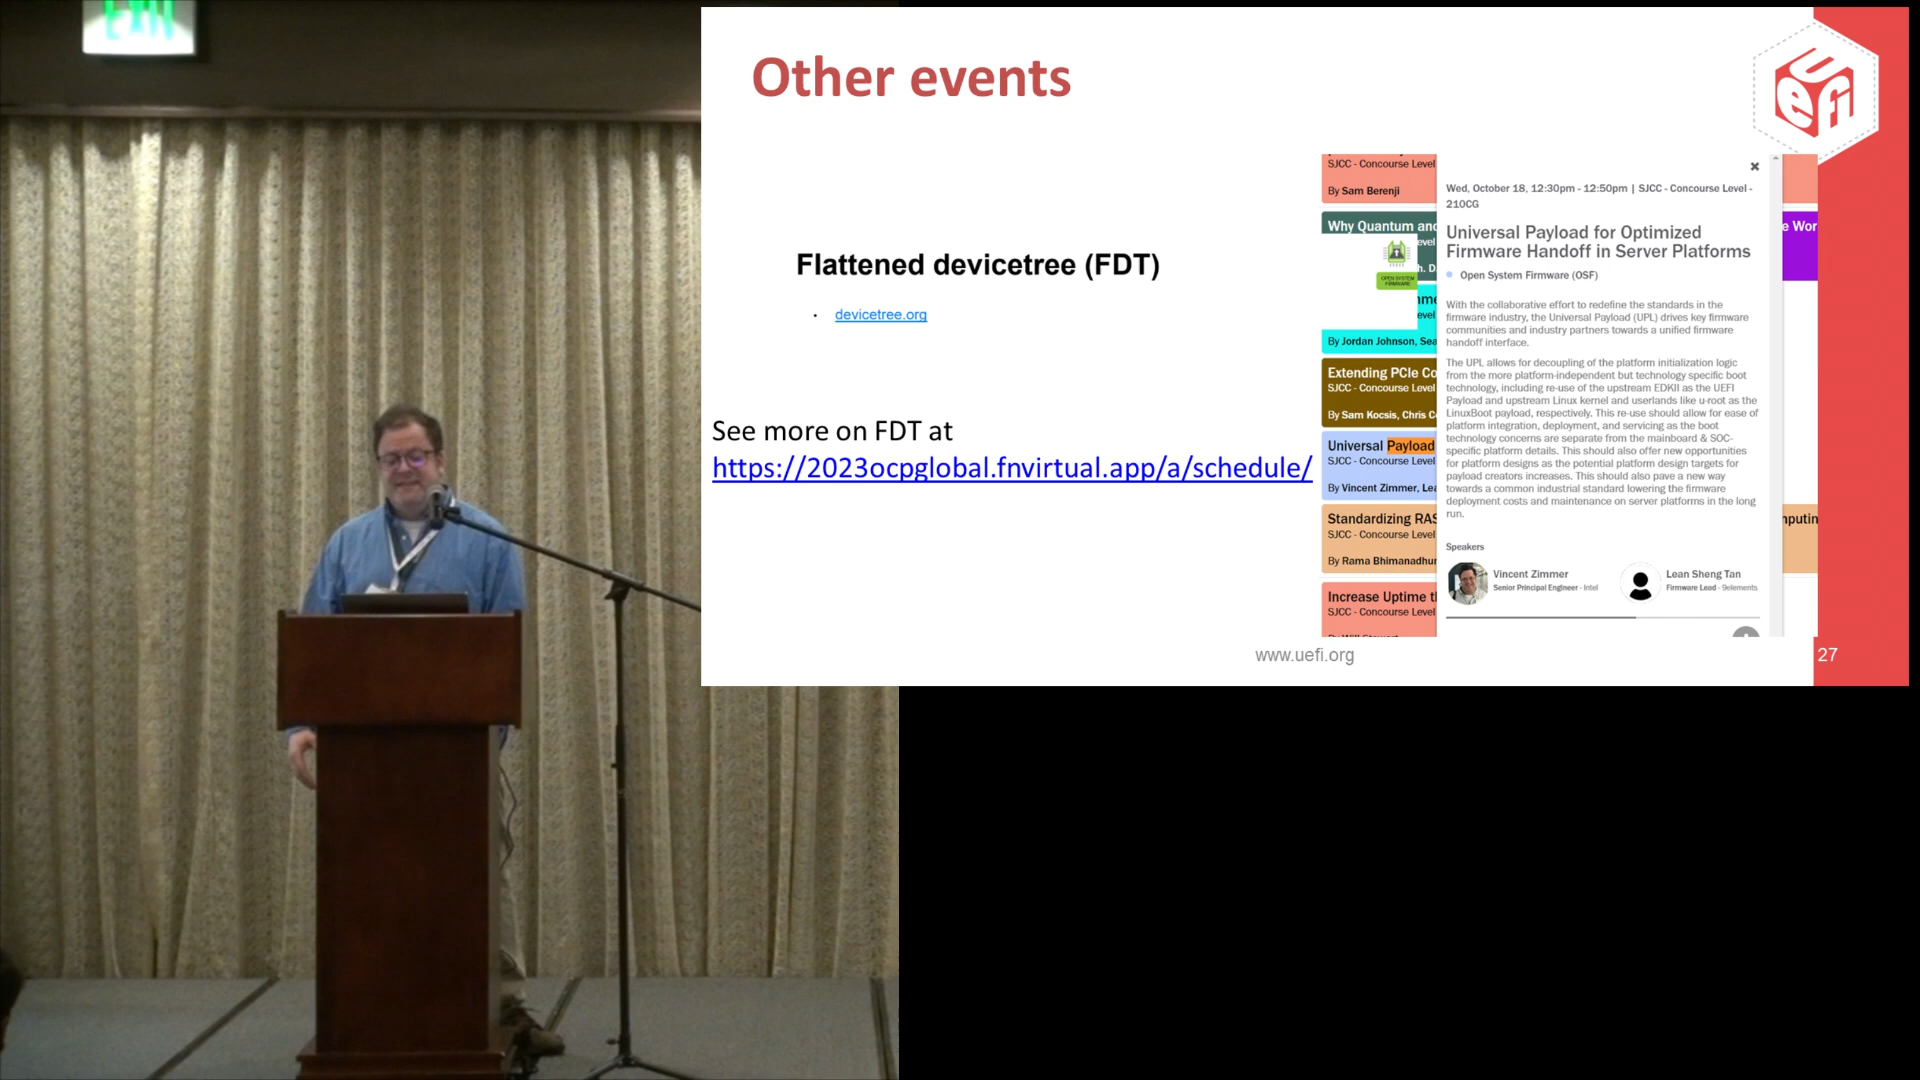 Other events
Flattened devicetree (FDT)
• devicetree.org
See more on FDT at
https://2023ocpglobal.fnvirtual.app/a/schedule/
SJCC - Concourse Level
By Sam Berenji
Why Quantum and
evel
h. D
OPEN SYSTEM
FIRMWARE
evel
By Jordan Johnson, Sea
Extending PCIe Co
SJCC - Concourse Level
By Sam Kocsis, Chris C
Universal Payload
SJCC - Concourse Level
By Vincent Zimmer, Lea
Standardizing RAS
SJCC - Concourse Level
By Rama Bhimanadhu
Increase Uptime t
SJCC - Concourse Level
Wed, October 18, 12:30pm - 12:50pm | SJCC - Concourse Level -
210CG
Universal Payload for Optimized
Firmware Handoff in Server Platforms
Open System Firmware (OSF)
With the collaborative effort to redefine the standards in the
firmware industry, the Universal Payload (UPL) drives key firmware
communities and industry partners towards a unified firmware
handoff interface.
The UPL allows for decoupling of the platform initialization logic
from the more platform-independent but technology specific boot
technology, including re-use of the upstream EDKII as the UEFI
Payload and upstream Linux kernel and userlands like u-root as the
LinuxBoot payload, respectively. This re-use should allow for ease of
platform integration, deployment, and servicing as the boot
technology concerns are separate from the mainboard & SOC-
specific platform details. This should also offer new opportunities
for platform designs as the potential platform design targets for
payload creators increases. This should also pave a new way
towards a common industrial standard lowering the firmware
deployment costs and maintenance on server platforms in the long
run.
Speakers
Vincent Zimmer
Senior Principal Engineer - Intel
Lean Sheng Tan
Firmware Lead - 9elements
e Wor
nputin
uefi
www.uefi.org
27